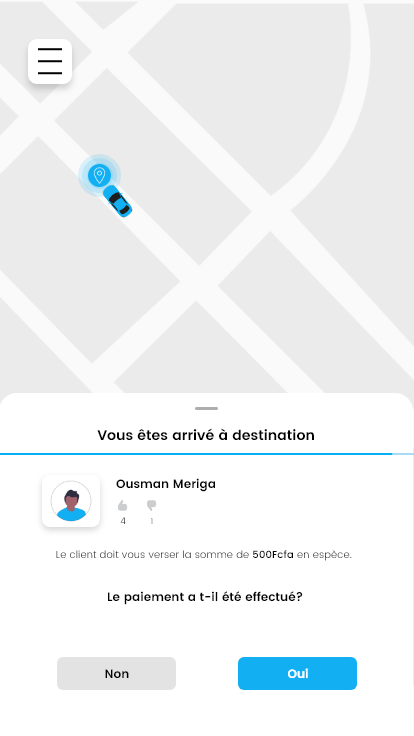 Vous êtes arrivé à destination
Ousman Meriga
4 1
Le client doit vous verser la somme de 500Fcfa en espéce.
Le paiement a t-il été effectué?
Non Oui